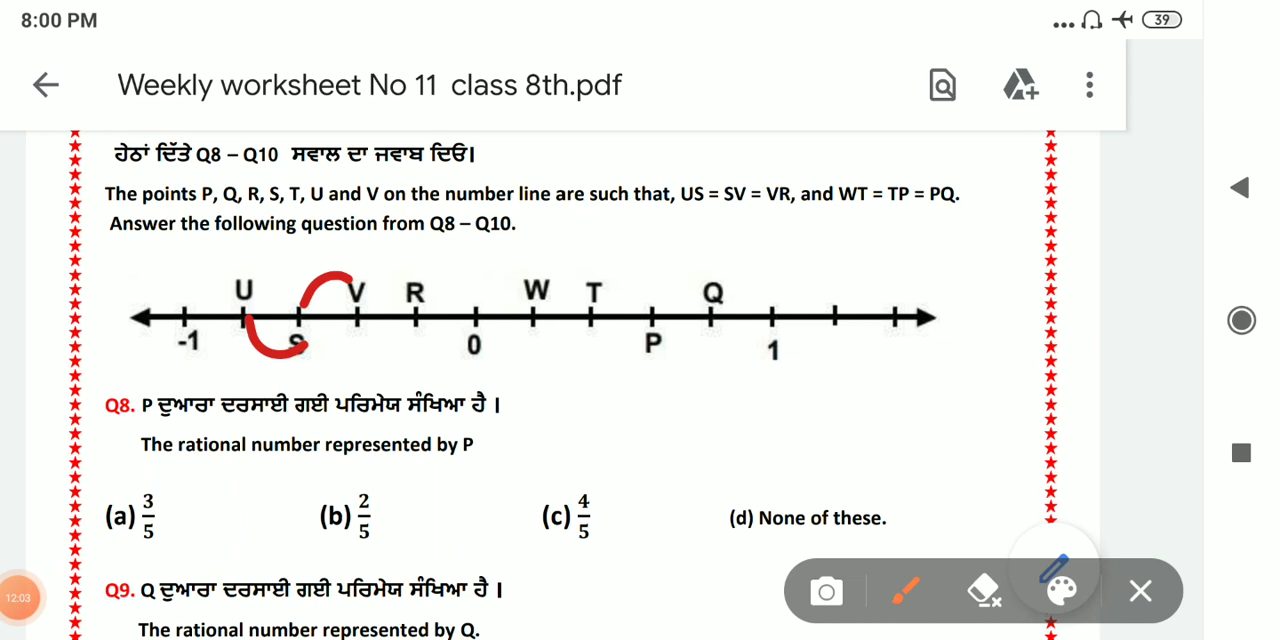 8:00 PM
39
Weekly worksheet No 11 class 8th.pdf
ਹੇਠਾਂ ਦਿੱਤੇ Q8 – Q10 ਸਵਾਲ ਦਾ ਜਵਾਬ ਦਿਓ।
The points P, Q, R, S, T, U and V on the number line are such that, US = SV = VR, and WT = TP = PQ.
Answer the following question from Q8 – Q10.
U V R W T Q
-1 S 0 P 1
Q8. P ਦੁਆਰਾ ਦਰਸਾਈ ਗਈ ਪਰਿਮੇਯ ਸੰਖਿਆ ਹੈ ।
The rational number represented by P
(a) 3/5 (b) 2/5 (c) 4/5 (d) None of these.
12:03
Q9. Q ਦੁਆਰਾ ਦਰਸਾਈ ਗਈ ਪਰਿਮੇਯ ਸੰਖਿਆ ਹੈ ।
The rational number represented by Q.